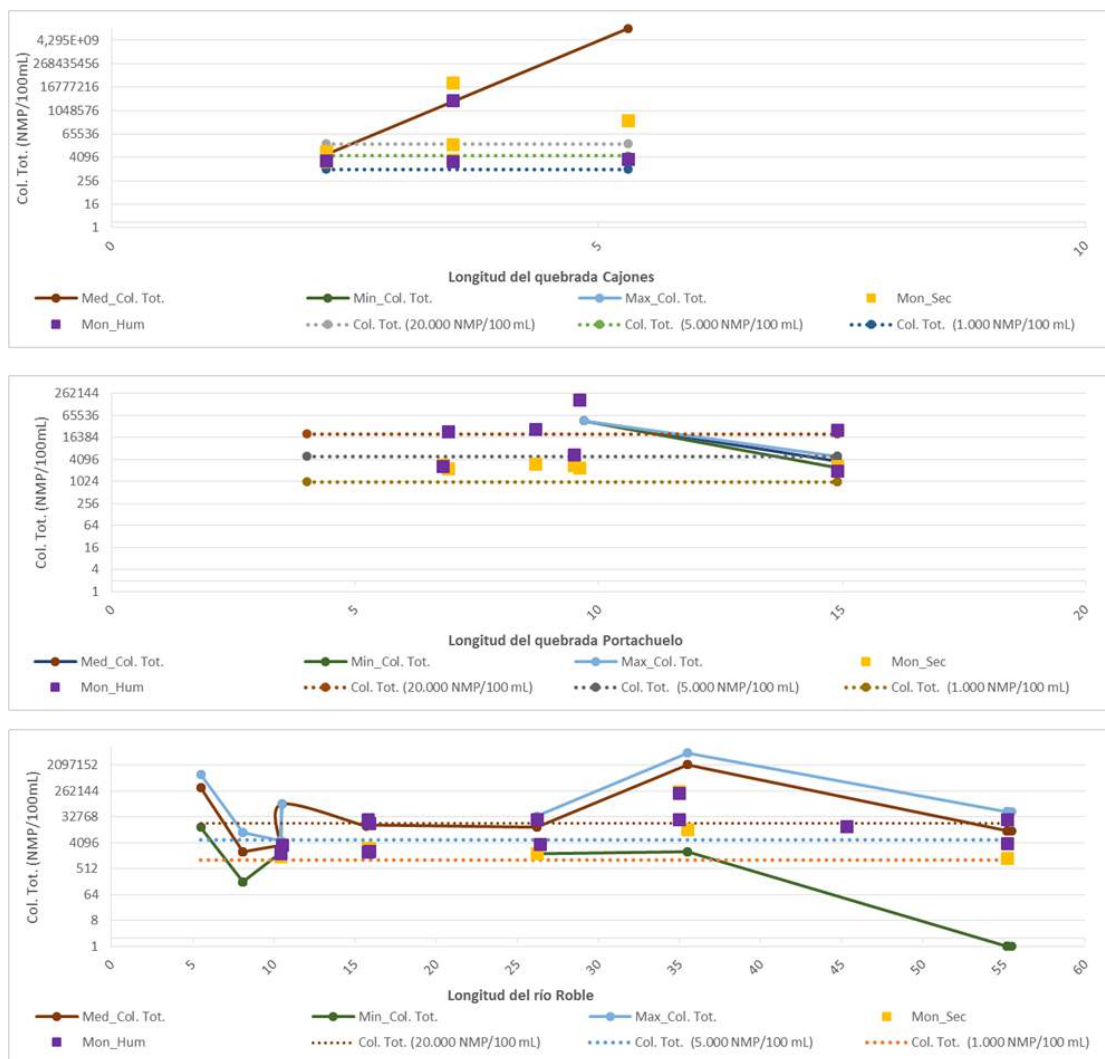 Col. Tot. (NMP/100mL)
4,295E+09
268435456
16777216
1048576
65536
4096
256
16
1
0 5 10
Longitud del quebrada Cajones
Med_Col. Tot. Min_Col. Tot. Max_Col. Tot. Mon_Sec
Mon_Hum Col. Tot. (20.000 NMP/100 mL) Col. Tot. (5.000 NMP/100 mL) Col. Tot. (1.000 NMP/100 mL)
Col. Tot. (NMP/100mL)
262144
65536
16384
4096
1024
256
64
16
4
1
0 5 10 15 20
Longitud del quebrada Portachuelo
Med_Col. Tot. Min_Col. Tot. Max_Col. Tot. Mon_Sec
Mon_Hum Col. Tot. (20.000 NMP/100 mL) Col. Tot. (5.000 NMP/100 mL) Col. Tot. (1.000 NMP/100 mL)
Col. Tot. (NMP/100mL)
2097152
262144
32768
4096
512
64
8
1
0 5 10 15 20 25 30 35 40 45 50 55 60
Longitud del río Roble
Med_Col. Tot. Min_Col. Tot. Max_Col. Tot. Mon_Sec
Mon_Hum Col. Tot. (20.000 NMP/100 mL) Col. Tot. (5.000 NMP/100 mL) Col. Tot. (1.000 NMP/100 mL)